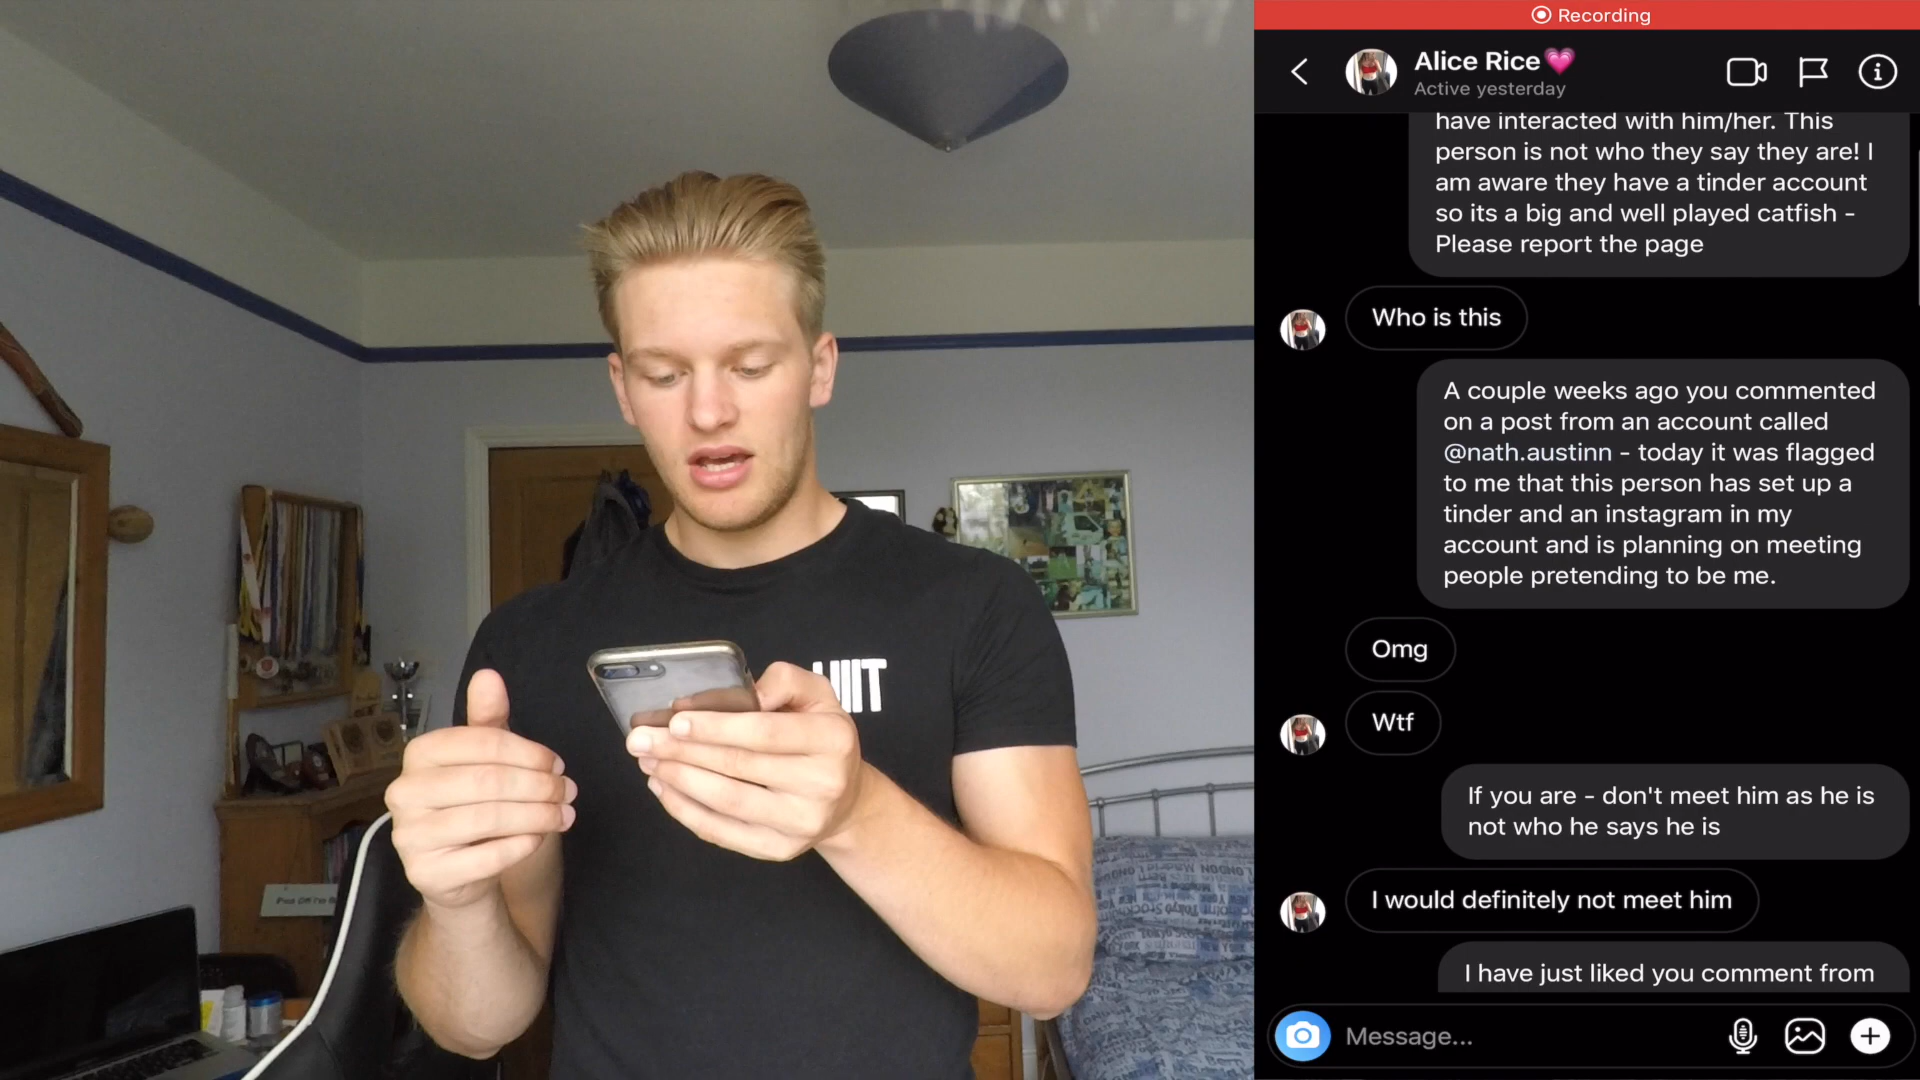 Recording
Alice Rice
Active yesterday
have interacted with him/her. This
person is not who they say they are! I
am aware they have a tinder account
so its a big and well played catfish -
Please report the page
Who is this
A couple weeks ago you commented
on a post from an account called
@nath.austinn - today it was flagged
to me that this person has set up a
tinder and an instagram in my
account and is planning on meeting
people pretending to be me.
Omg
Wtf
If you are - don't meet him as he is
not who he says he is
I would definitely not meet him
I have just liked you comment from
Message...